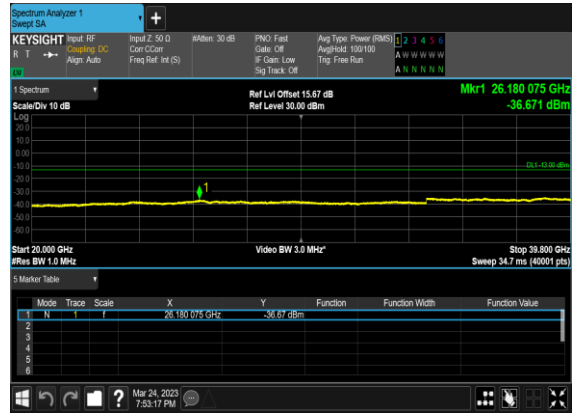 Spectrum Analyzer 1
Swept SA
+
KEYSIGHT Input: RF Input Z: 50 Ω #Atten: 30 dB PNO: Fast Avg Type: Power (RMS) 1 2 3 4 5 6
R T Coupling: DC Corr CCorr Gate: Off Avg|Hold: 100/100 A W W W W W
Align: Auto Freq Ref: Int (S) IF Gain: Low Trig: Free Run
LW Sig Track: Off A N N N N N
1 Spectrum Ref Lvl Offset 15.67 dB Mkr1 26.180 075 GHz
Scale/Div 10 dB Ref Level 30.00 dBm -36.671 dBm
Log
20.0
10.0
0.00
-10.0
DL1 -13.00 dBm
-20.0
-30.0
1
-40.0
-50.0
-60.0
Start 20.000 GHz Video BW 3.0 MHz* Stop 39.800 GHz
#Res BW 1.0 MHz Sweep 34.7 ms (40001 pts)
5 Marker Table
Mode Trace Scale X Y Function Function Width Function Value
1 N 1 f 26.180 075 GHz -36.67 dBm
2
3
4
5
6
? Mar 24, 2023
7:53:17 PM